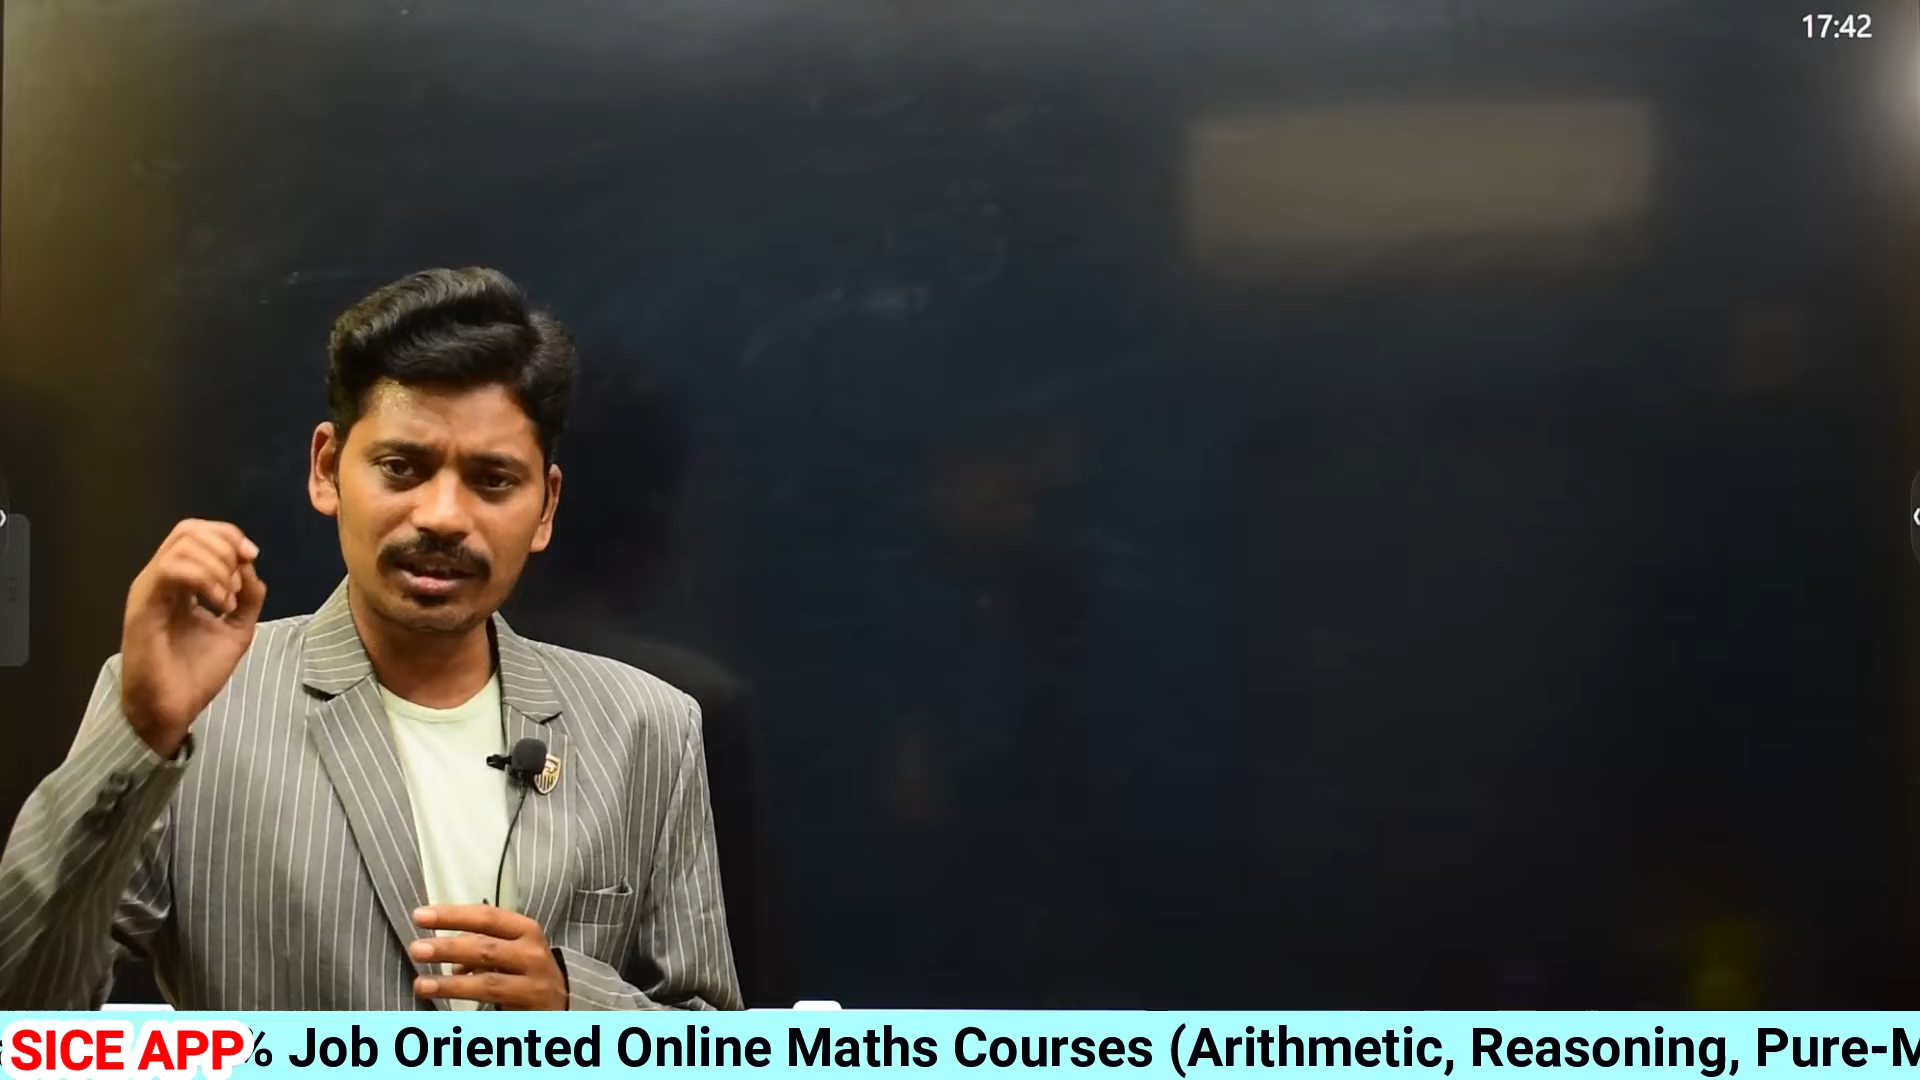 17:42
SICE APP% Job Oriented Online Maths Courses (Arithmetic, Reasoning, Pure-M